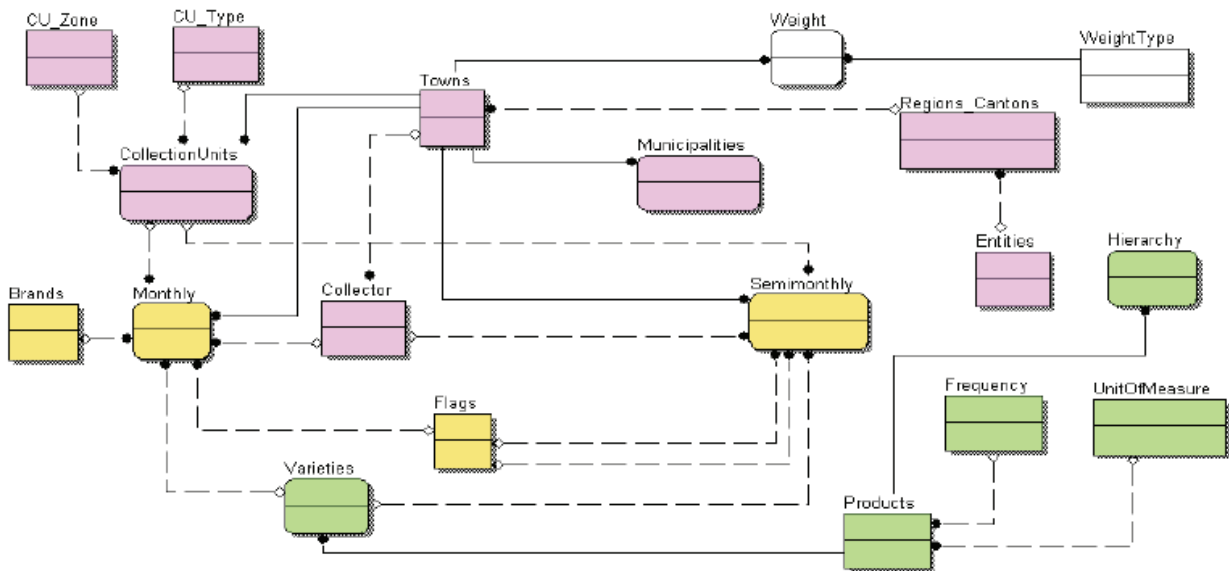 CU_Zone
CU_Type
Weight
WeightType
Towns
Regions_Cantons
Municipalities
CollectionUnits
Entities
Hierarchy
Brands
Monthly
Collector
Semimonthly
Frequency
UnitOfMeasure
Flags
Varieties
Products